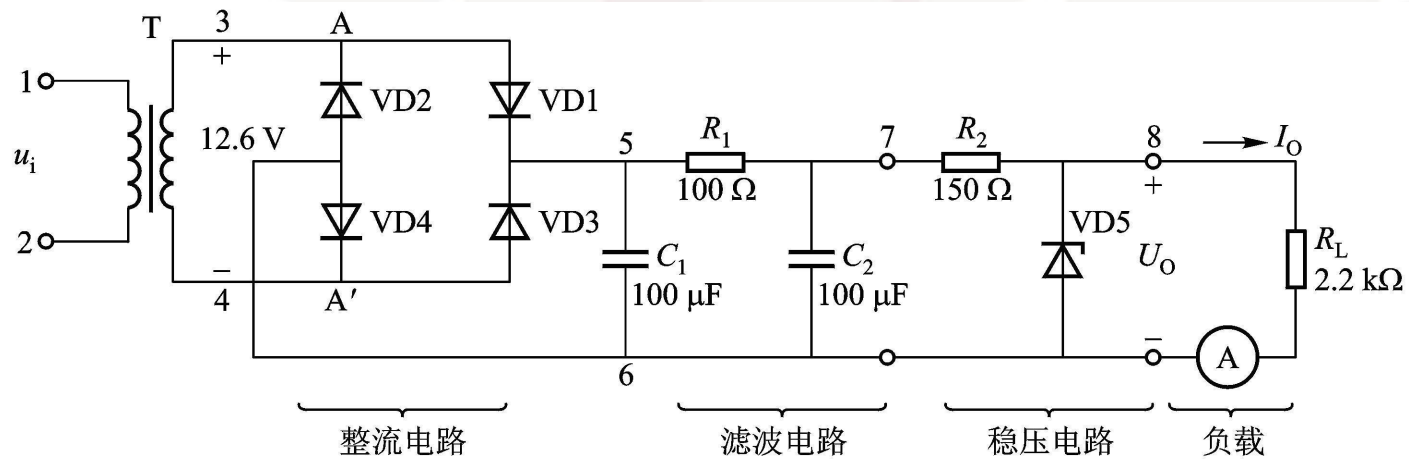 T
3
+
A
1
VD2
VD1
12.6 V
u_i
5
R_1
100 Ω
7
R_2
150 Ω
8
+
I_O
2
VD4
VD3
C_1
100 μF
C_2
100 μF
VD5
U_O
R_L
2.2 kΩ
−
4
A′
6
−
A
整流电路
滤波电路
稳压电路
负载